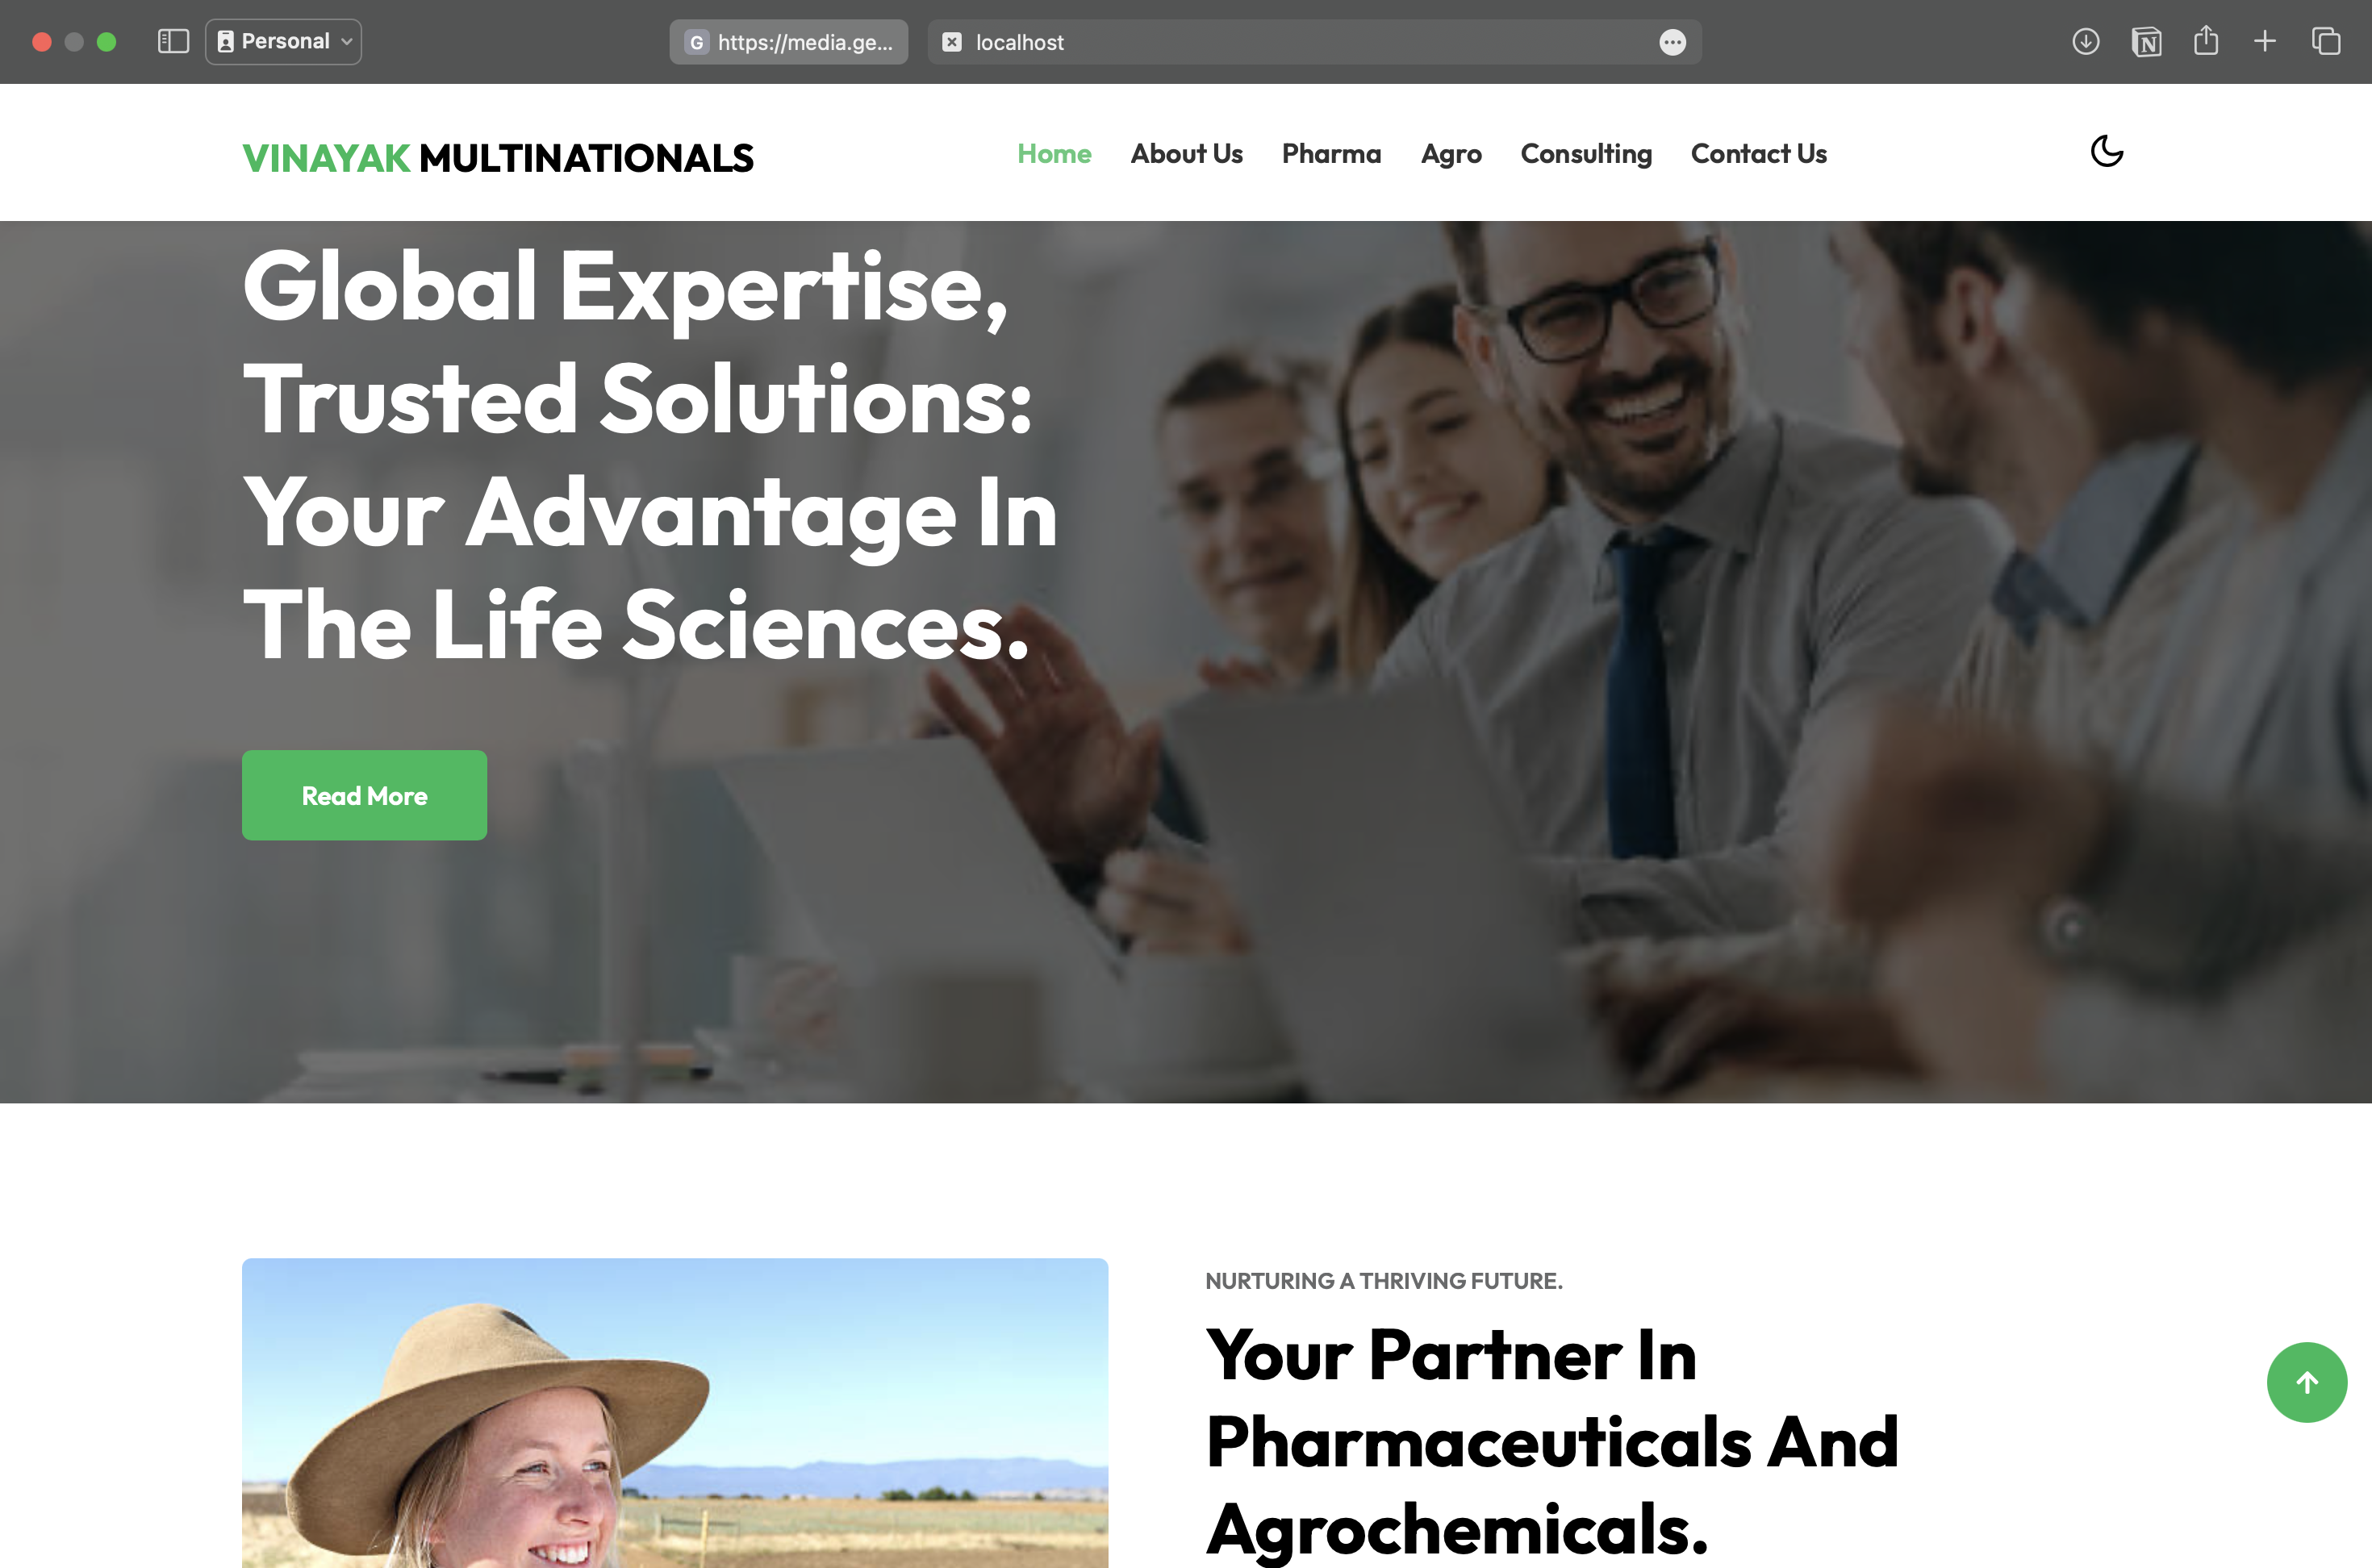 Personal
G https://media.ge...
localhost
N
VINAYAK MULTINATIONALS
Home About Us Pharma Agro Consulting Contact Us
Global Expertise,
Trusted Solutions:
Your Advantage In
The Life Sciences.
Read More
NURTURING A THRIVING FUTURE.
Your Partner In
Pharmaceuticals And
Agrochemicals.